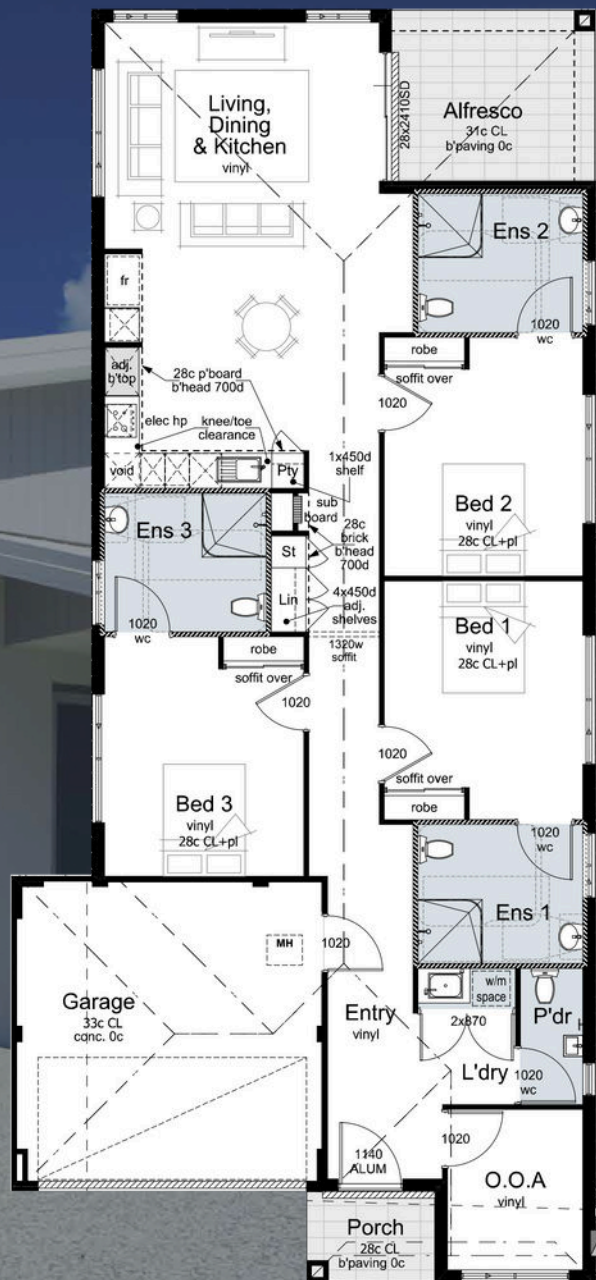 Living,
Dining
& Kitchen
vinyl
28x2410SD
Alfresco
31c CL
b'paving 0c
Ens 2
fr
1020
wc
robe
soffit over
adj.
b'top
28c p'board
b'head 700d
1020
elec hp
knee/toe
clearance
void
Pty
1x450d
shelf
Bed 2
vinyl
28c CL+pl
sub
board
Ens 3
28c
brick
b'head
700d
St
Lin
4x450d
adj.
shelves
Bed 1
vinyl
28c CL+pl
1020
wc
robe
soffit over
1320w
soffit
1020
1020
soffit over
robe
Bed 3
vinyl
28c CL+pl
1020
wc
Ens 1
MH
1020
Garage
33c CL
conc. 0c
Entry
vinyl
w/m
space
2x870
P'dr
L'dry
1020
wc
1140
ALUM
1020
O.O.A
vinyl
Porch
28c CL
b'paving 0c